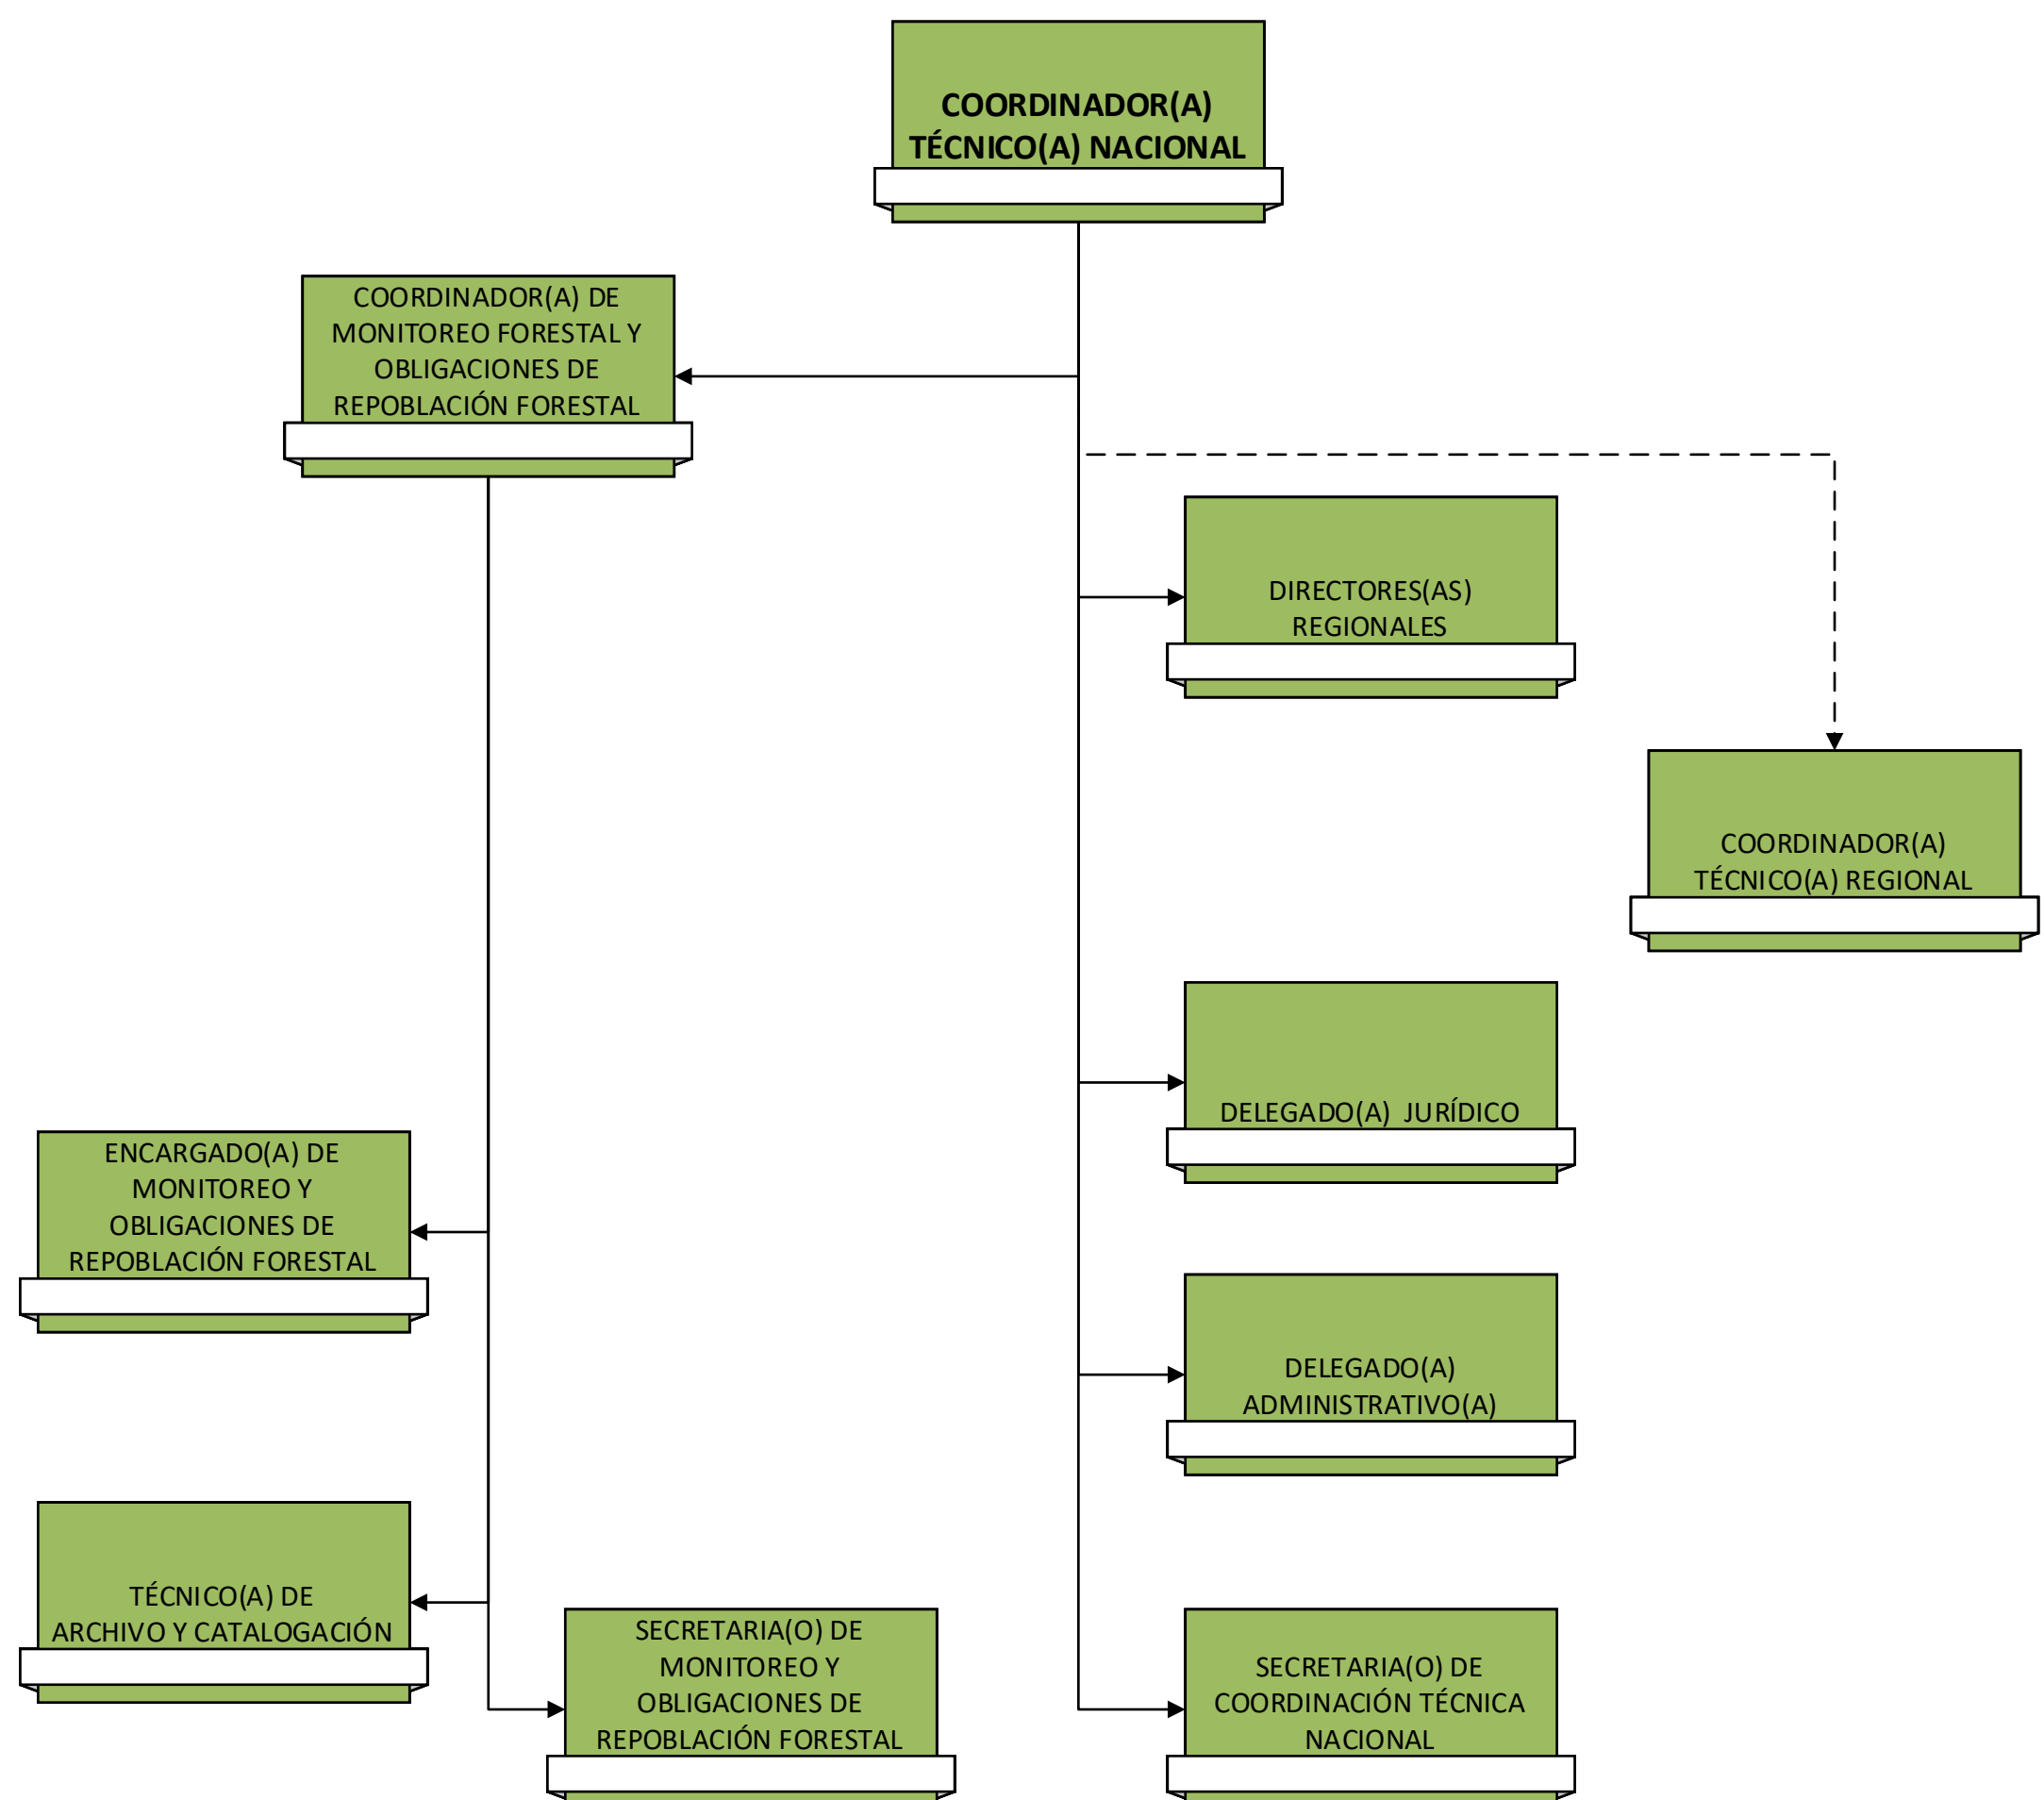 COORDINADOR(A)
TÉCNICO(A) NACIONAL
COORDINADOR(A) DE
MONITOREO FORESTAL Y
OBLIGACIONES DE
REPOBLACIÓN FORESTAL
DIRECTORES(AS)
REGIONALES
COORDINADOR(A)
TÉCNICO(A) REGIONAL
DELEGADO(A) JURÍDICO
ENCARGADO(A) DE
MONITOREO Y
OBLIGACIONES DE
REPOBLACIÓN FORESTAL
DELEGADO(A)
ADMINISTRATIVO(A)
TÉCNICO(A) DE
ARCHIVO Y CATALOGACIÓN
SECRETARIA(O) DE
MONITOREO Y
OBLIGACIONES DE
REPOBLACIÓN FORESTAL
SECRETARIA(O) DE
COORDINACIÓN TÉCNICA
NACIONAL